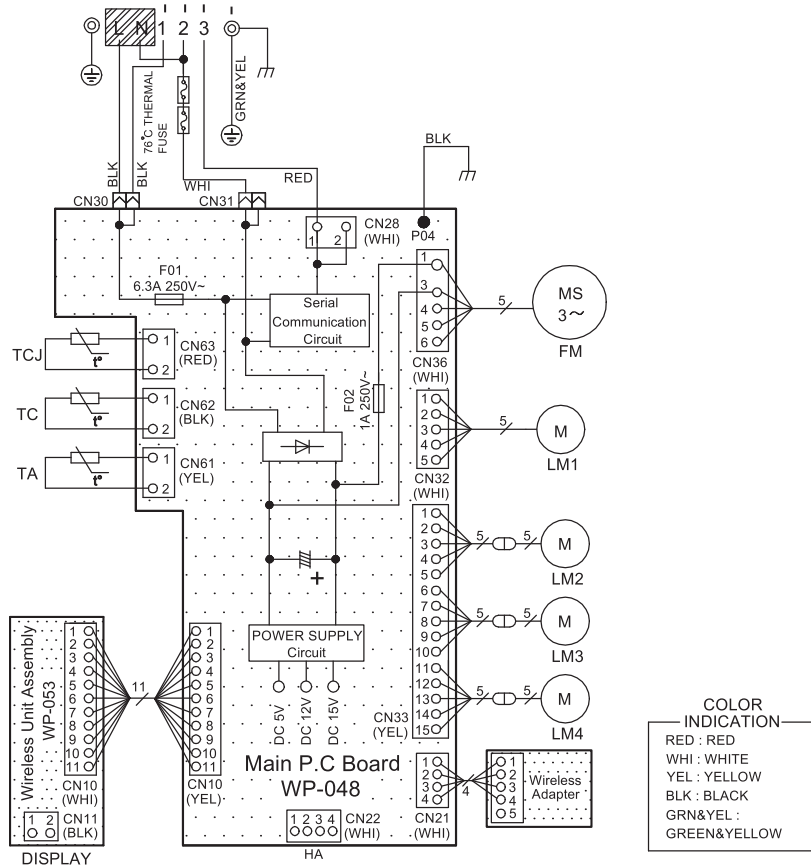 L N 1 2 3
GRN&YEL
76°C THERMAL
FUSE
BLK
BLK
WHI
RED
BLK
CN30
CN31
CN28
(WHI)
1 2
P04
F01
6.3A 250V~
Serial
Communication
Circuit
F02
1A 250V~
1
3
4
5
6
CN36
(WHI)
5
MS
3~
FM
TCJ
t°
1
2
CN63
(RED)
TC
t°
1
2
CN62
(BLK)
TA
t°
1
2
CN61
(YEL)
1
2
3
4
5
CN32
(WHI)
5
M
LM1
+
1
2
3
4
5
6
7
8
9
10
11
12
13
14
15
CN33
(YEL)
5 5
M
LM2
5 5
M
LM3
5 5
M
LM4
POWER SUPPLY
Circuit
DC 5V
DC 12V
DC 15V
Main P.C Board
WP-048
Wireless Unit Assembly
WP-053
1
2
3
4
5
6
7
8
9
10
11
CN10
(WHI)
11
1
2
3
4
5
6
7
8
9
10
11
CN10
(YEL)
1 2
CN11
(BLK)
DISPLAY
1 2 3 4
CN22
(WHI)
HA
1
2
3
4
CN21
(WHI)
4
1
2
3
4
5
Wireless
Adapter
COLOR
INDICATION
RED : RED
WHI : WHITE
YEL : YELLOW
BLK : BLACK
GRN&YEL :
GREEN&YELLOW